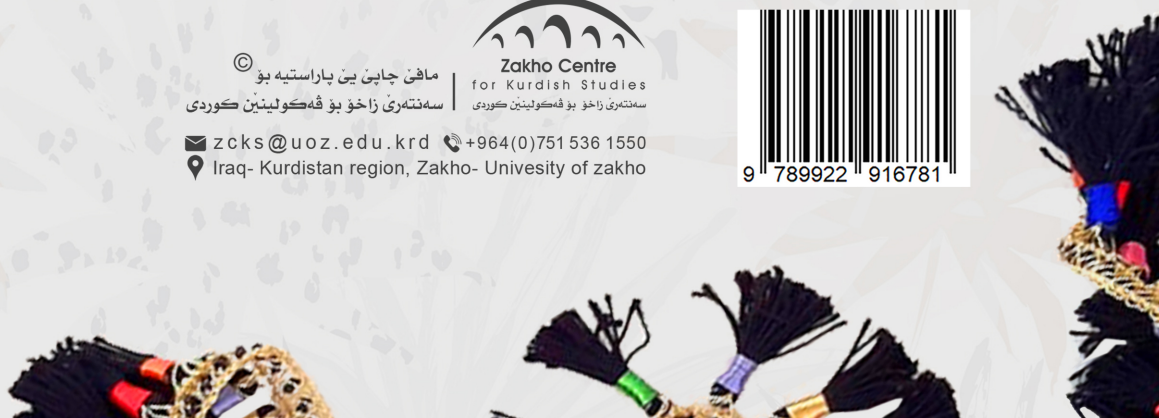 مافێ چاپێ یێ پاراستیە بۆ ©
سەنتەرێ زاخۆ بۆ ڤەکولینێن کوردی
Zakho Centre
for Kurdish Studies
سەنتەرێ زاخۆ بۆ ڤەکولینێن کوردی
zcks@uoz.edu.krd
+964(0)751 536 1550
Iraq- Kurdistan region, Zakho- Univesity of zakho
9 789922 916781